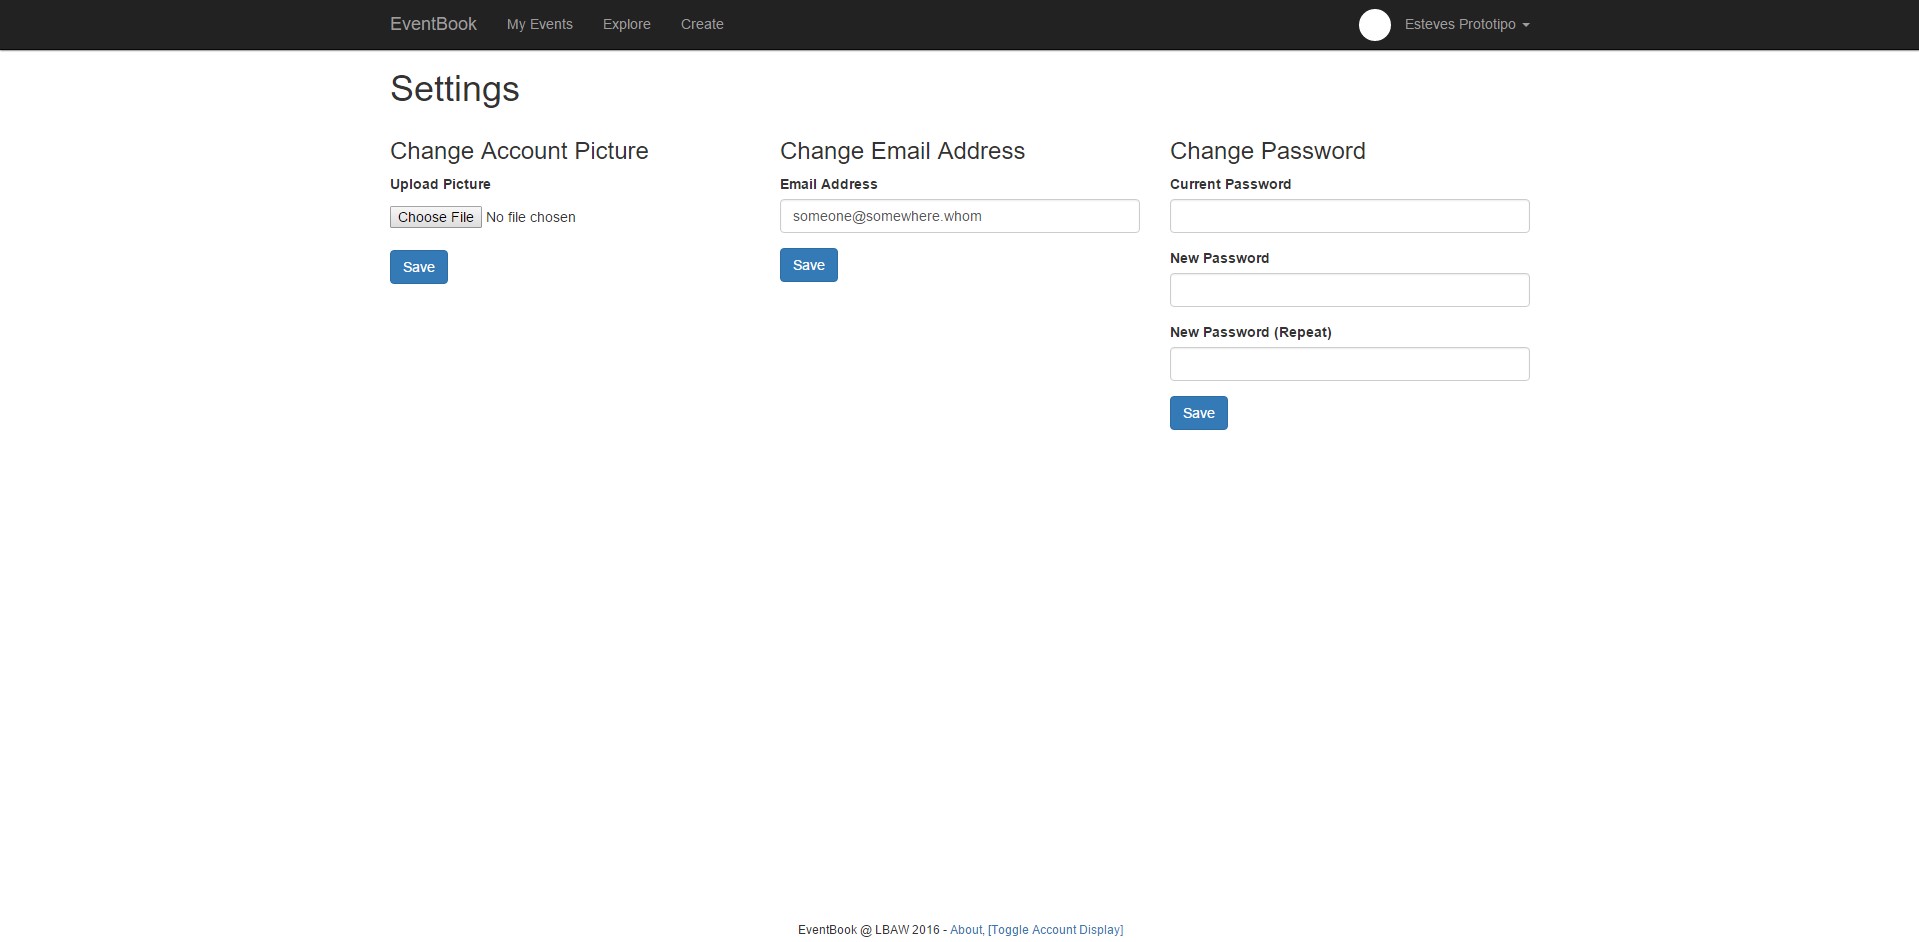 EventBook My Events Explore Create Esteves Prototipo
Settings
Change Account Picture
Upload Picture
Choose File No file chosen
Save
Change Email Address
Email Address
someone@somewhere.whom
Save
Change Password
Current Password
New Password
New Password (Repeat)
Save
EventBook @ LBAW 2016 - About, [Toggle Account Display]